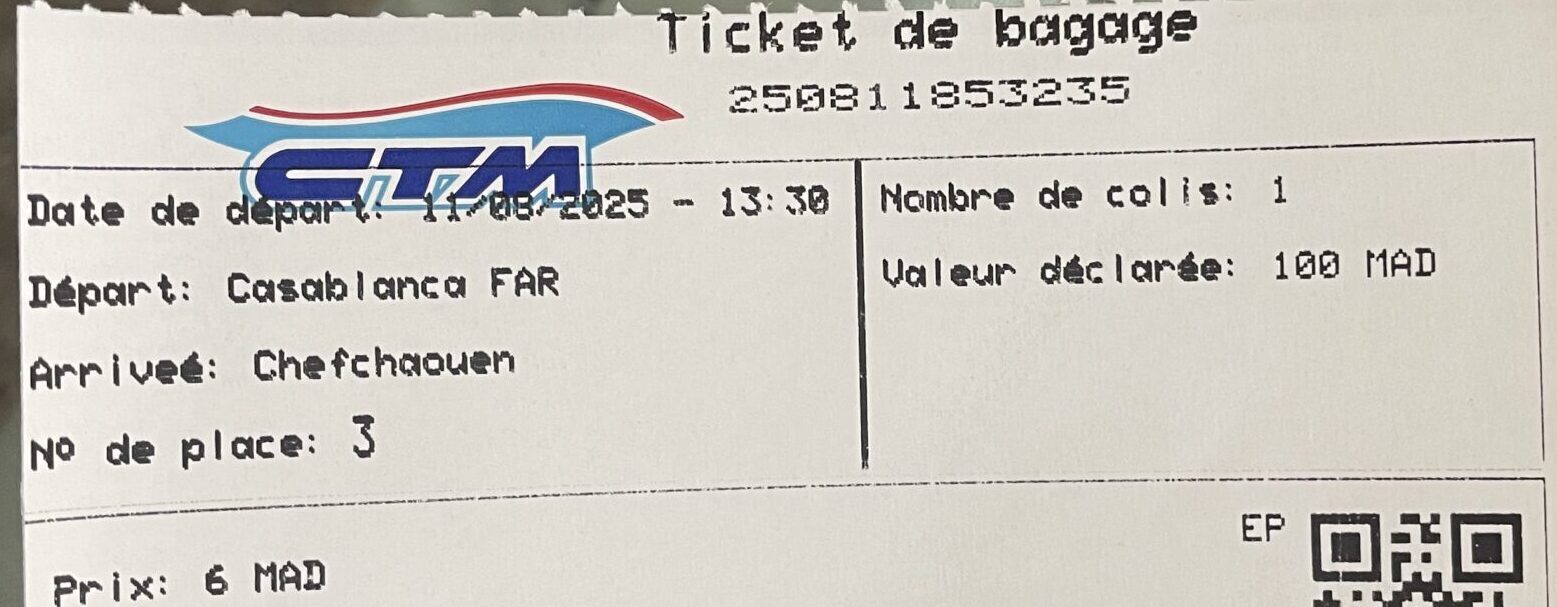 Ticket de bagage
250811853235
CTM
Date de départ: 11/08/2025 - 13:30
Départ: Casablanca FAR
Arriveé: Chefchaouen
Nº de place: 3
Nombre de colis: 1
Valeur déclarée: 100 MAD
Prix: 6 MAD
EP